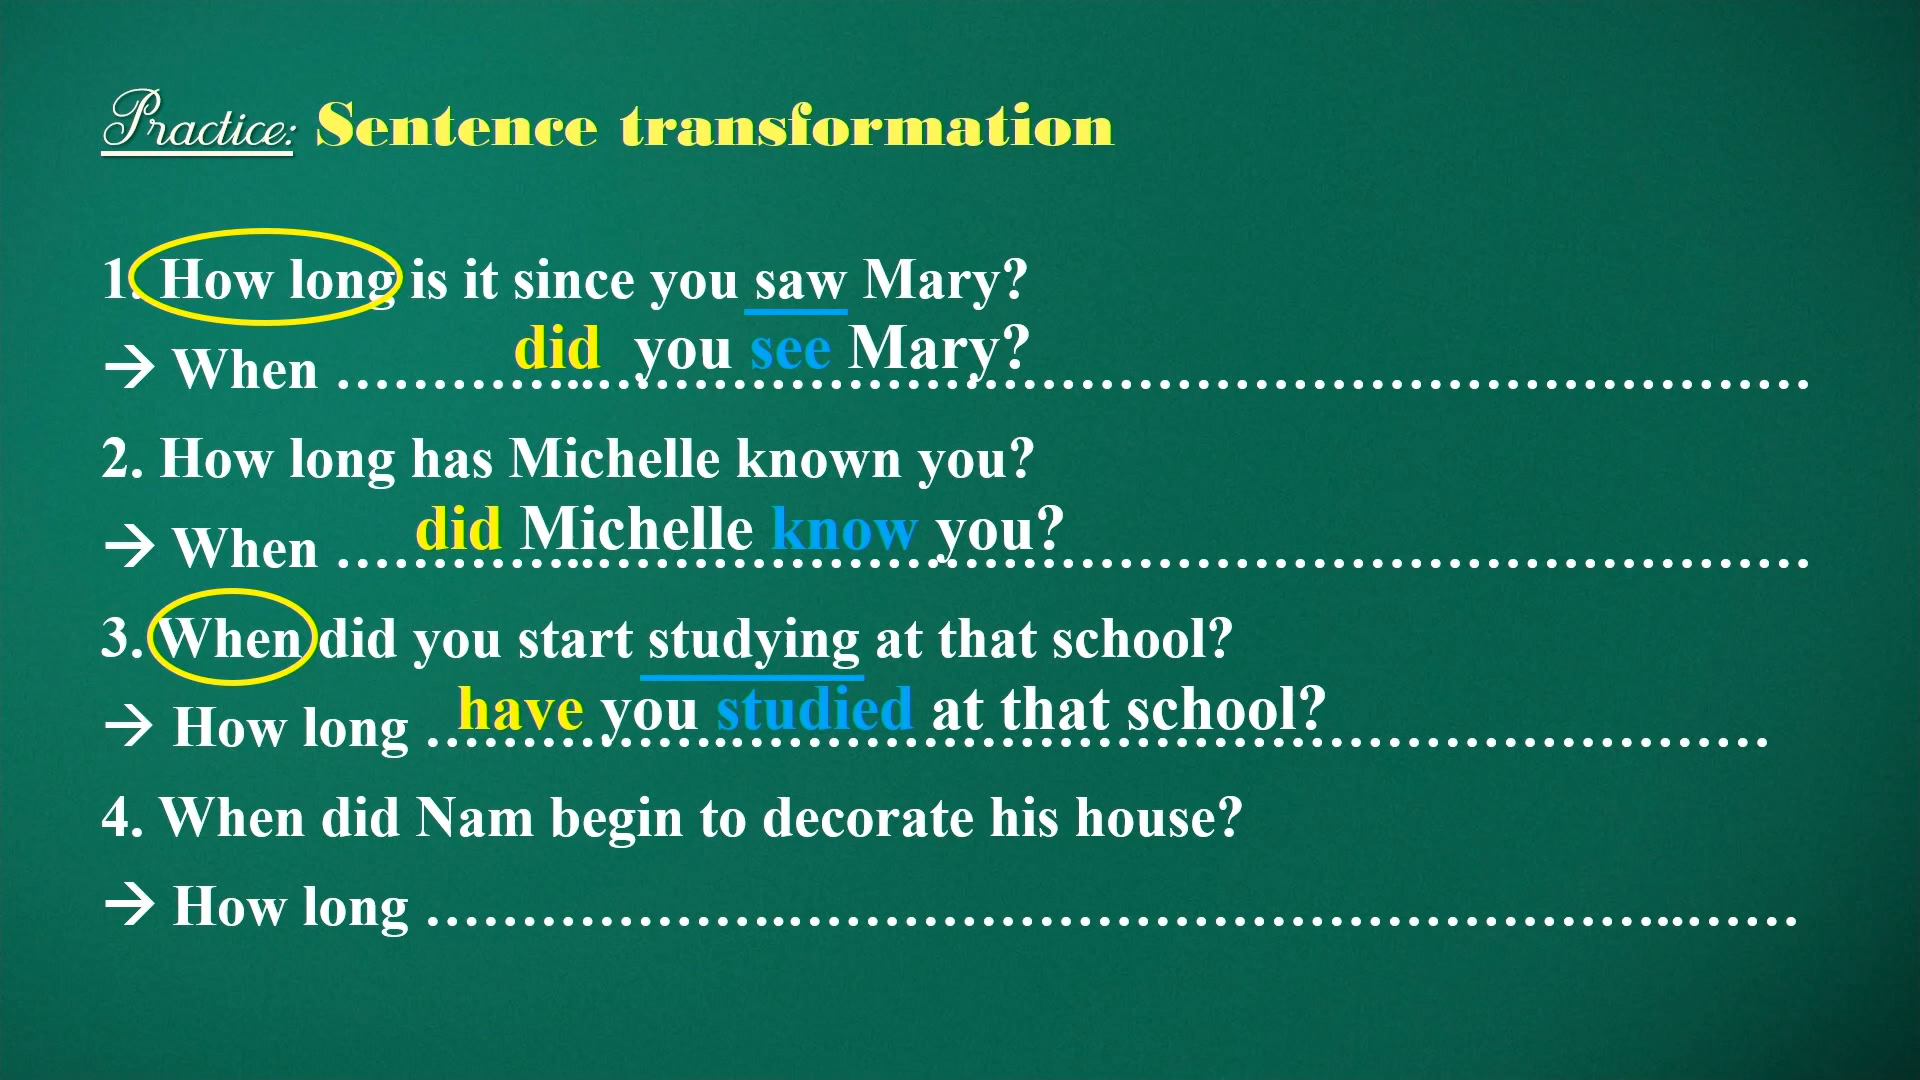 Practice: Sentence transformation
1. How long is it since you saw Mary?
did you see Mary?
→ When ………………………………………………………………
2. How long has Michelle known you?
did Michelle know you?
→ When ………………………………………………………………
3. When did you start studying at that school?
have you studied at that school?
→ How long …………………………………………………………
4. When did Nam begin to decorate his house?
→ How long …………………………………………………………